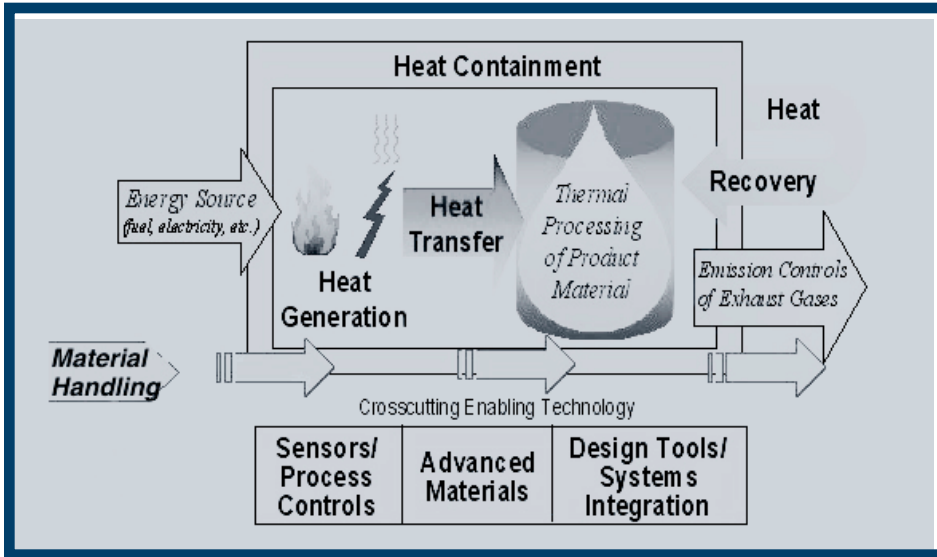 Heat Containment
Heat
Recovery
Energy Source
(fuel, electricity, etc.)
Heat
Transfer
Thermal
Processing
of Product
Material
Heat
Generation
Emission Controls
of Exhaust Gases
Material
Handling
Crosscutting Enabling Technology
Sensors/
Process
Controls
Advanced
Materials
Design Tools/
Systems
Integration